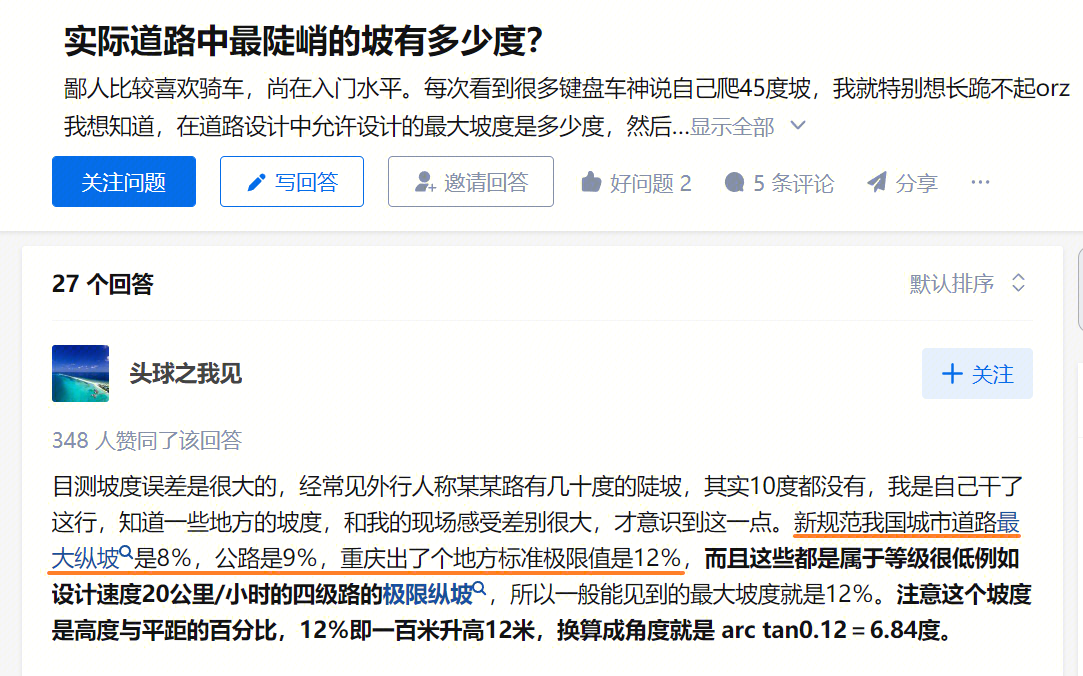 实际道路中最陡峭的坡有多少度?
鄙人比较喜欢骑车，尚在入门水平。每次看到很多键盘车神说自己爬45度坡，我就特别想长跪不起orz
我想知道，在道路设计中允许设计的最大坡度是多少度，然后...显示全部
关注问题 写回答 邀请回答 好问题 2 5 条评论 分享 ...
27 个回答 默认排序
头球之我见 + 关注
348 人赞同了该回答
目测坡度误差是很大的，经常见外行人称某某路有几十度的陡坡，其实10度都没有，我是自己干了
这行，知道一些地方的坡度，和我的现场感受差别很大，才意识到这一点。新规范我国城市道路最
大纵坡是8%，公路是9%，重庆出了个地方标准极限值是12%，而且这些都是属于等级很低例如
设计速度20公里/小时的四级路的极限纵坡，所以一般能见到的最大坡度就是12%。注意这个坡度
是高度与平距的百分比，12%即一百米升高12米，换算成角度就是 arc tan0.12＝6.84度。